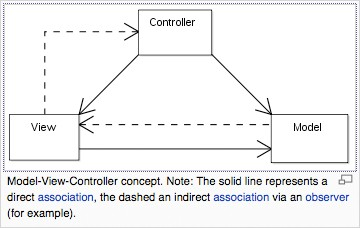 Controller
View
Model
Model-View-Controller concept. Note: The solid line represents a
direct association, the dashed an indirect association via an observer
(for example).